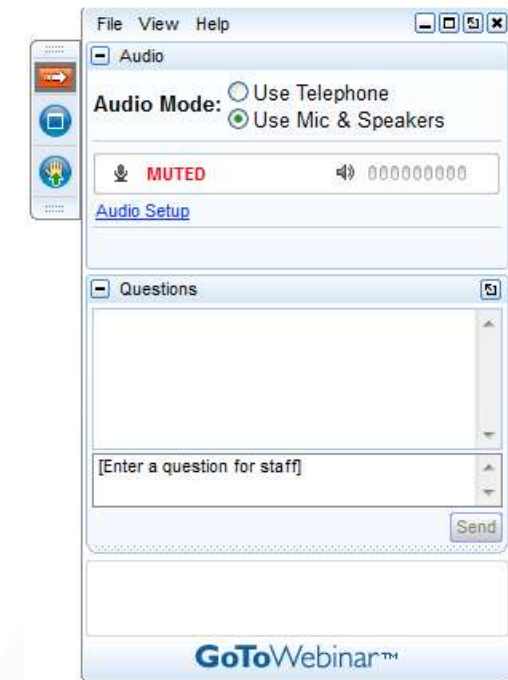 File View Help
Audio
Audio Mode: Use Telephone
Use Mic & Speakers
MUTED 000000000
Audio Setup
Questions
[Enter a question for staff]
Send
GoToWebinar™